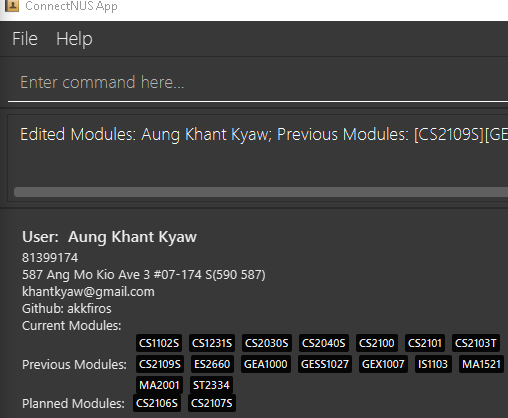 ConnectNUS App
File Help
Enter command here...
Edited Modules: Aung Khant Kyaw; Previous Modules: [CS2109S][GE
User: Aung Khant Kyaw
81399174
587 Ang Mo Kio Ave 3 #07-174 S(590 587)
khantkyaw@gmail.com
Github: akkfiros
Current Modules:
CS1102S CS1231S CS2030S CS2040S CS2100 CS2101 CS2103T
Previous Modules: CS2109S ES2660 GEA1000 GESS1027 GEX1007 IS1103 MA1521
MA2001 ST2334
Planned Modules: CS2106S CS2107S